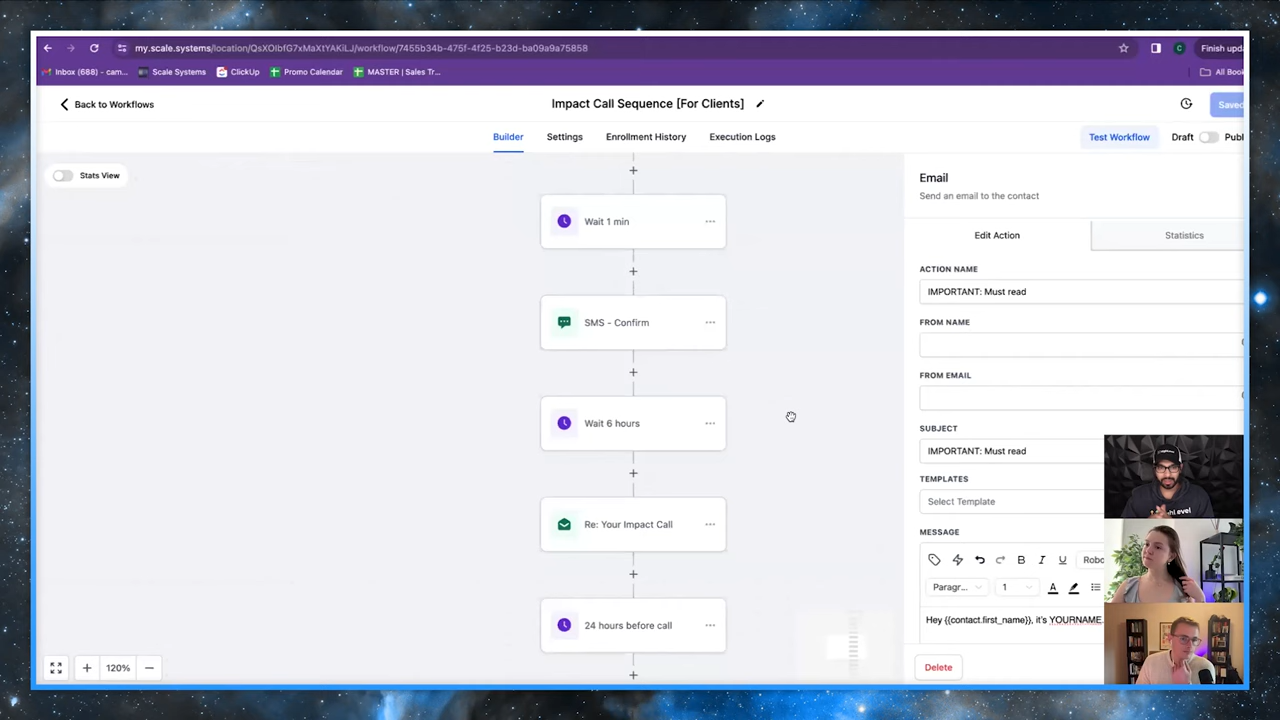 my.scale.systems/location/QsXOIbfG7xMaXtYAKiLJ/workflow/7455b34b-475f-4f25-b23d-ba09a9a75858
Finish upda
Inbox (688) - cam...
Scale Systems
ClickUp
Promo Calendar
MASTER | Sales Tr...
All Book
Back to Workflows
Impact Call Sequence [For Clients]
Saved
Builder
Settings
Enrollment History
Execution Logs
Test Workflow
Draft
Publ
Stats View
Wait 1 min
SMS - Confirm
Wait 6 hours
Re: Your Impact Call
24 hours before call
120%
Email
Send an email to the contact
Edit Action
Statistics
ACTION NAME
IMPORTANT: Must read
FROM NAME
FROM EMAIL
SUBJECT
IMPORTANT: Must read
TEMPLATES
Select Template
MESSAGE
B I U Robo
Paragr... 1 A
Hey {{contact.first_name}}, it's YOURNAME.
Delete